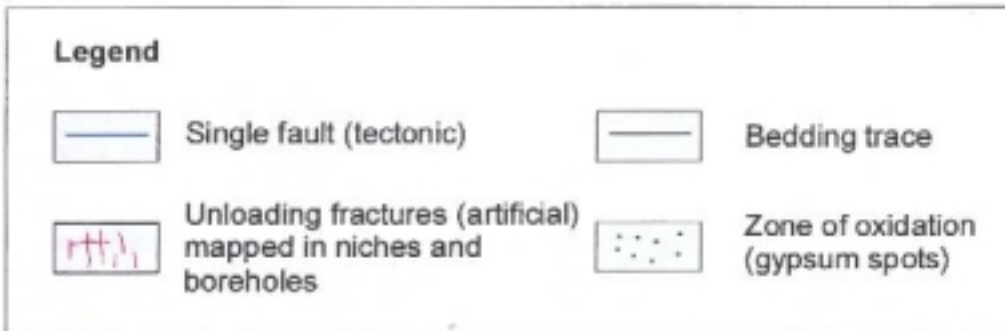 Legend
Single fault (tectonic)
Bedding trace
Unloading fractures (artificial)
mapped in niches and
boreholes
Zone of oxidation
(gypsum spots)